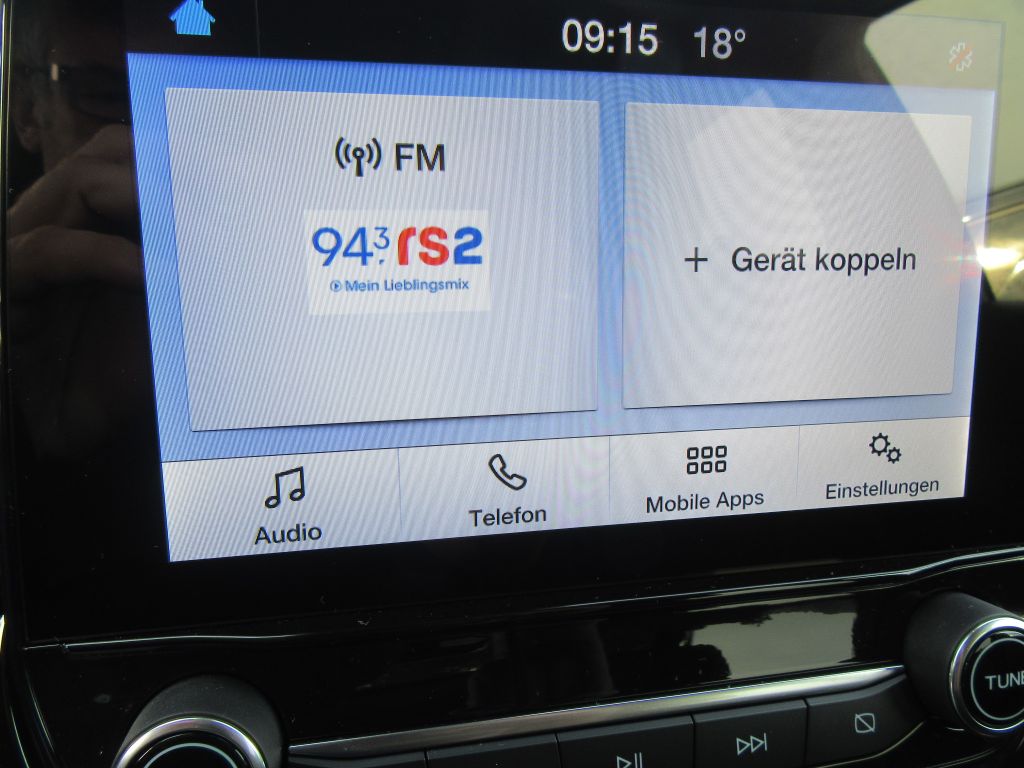 09:15 18°
FM
94,3 rs2
Mein Lieblingsmix
+ Gerät koppeln
Audio
Telefon
Mobile Apps
Einstellungen
TUNE